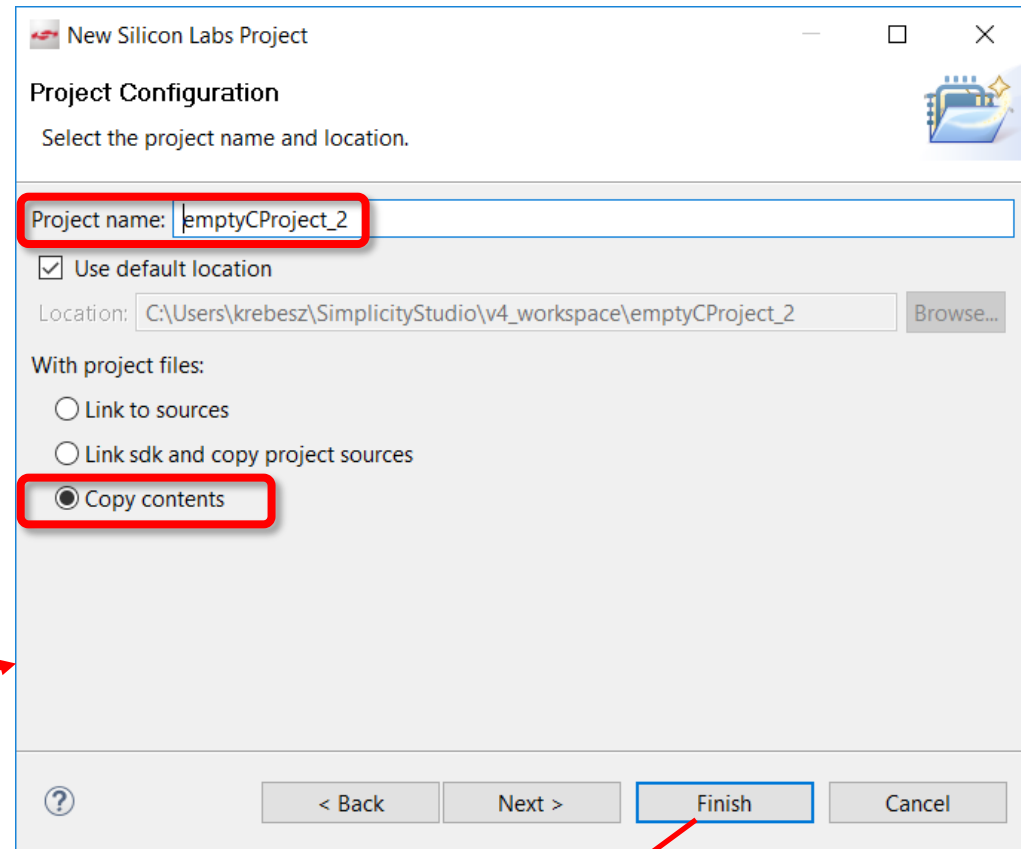 New Silicon Labs Project
Project Configuration
Select the project name and location.
Project name: emptyCProject_2
Use default location
Location: C:\Users\krebesz\SimplicityStudio\v4_workspace\emptyCProject_2 Browse...
With project files:
Link to sources
Link sdk and copy project sources
Copy contents
? < Back Next > Finish Cancel